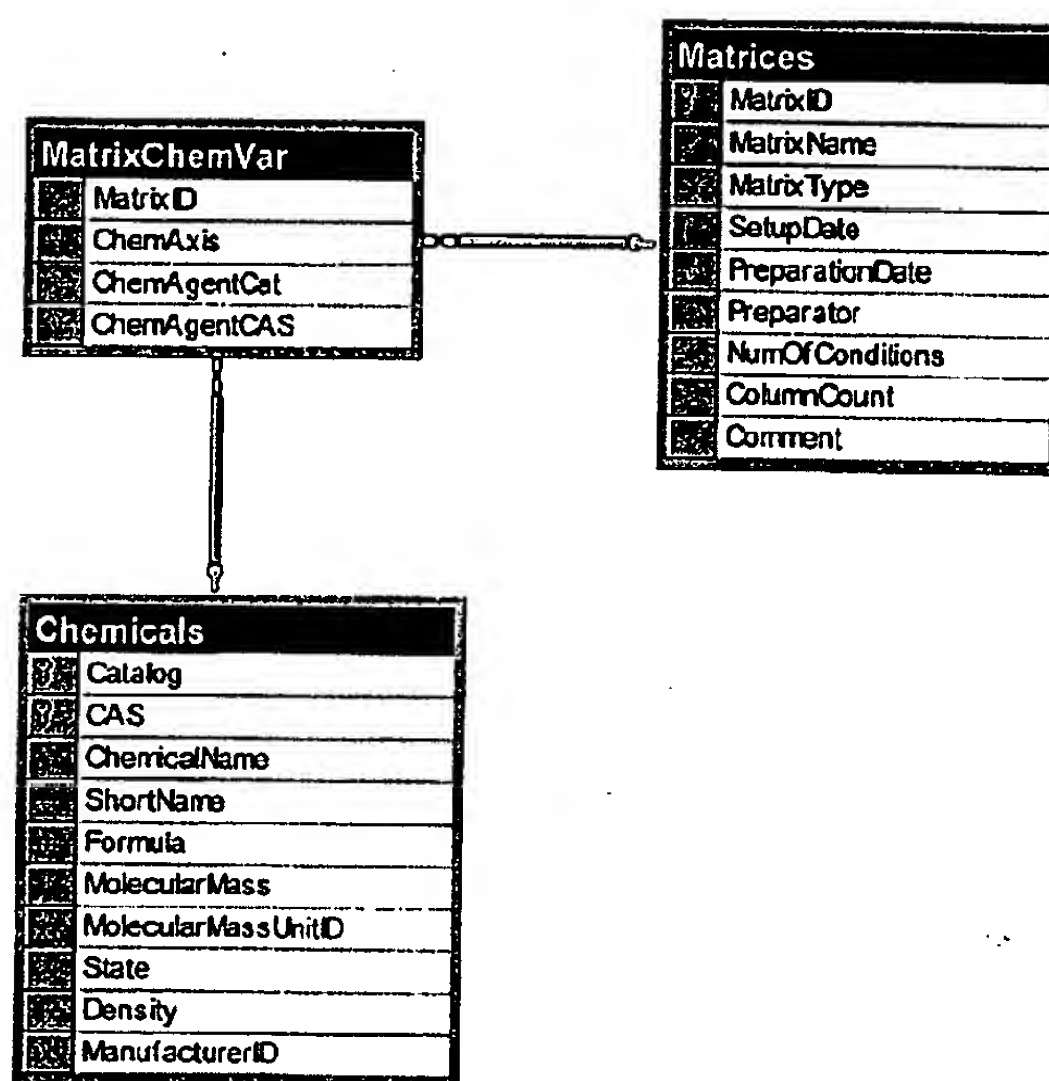 MatrixChemVar
MatrixID
ChemAxis
ChemAgentCat
ChemAgentCAS
Matrices
MatrixID
MatrixName
MatrixType
SetupDate
PreparationDate
Preparator
NumOfConditions
ColumnCount
Comment
Chemicals
Catalog
CAS
ChemicalName
ShortName
Formula
MolecularMass
MolecularMassUnitID
State
Density
ManufacturerID